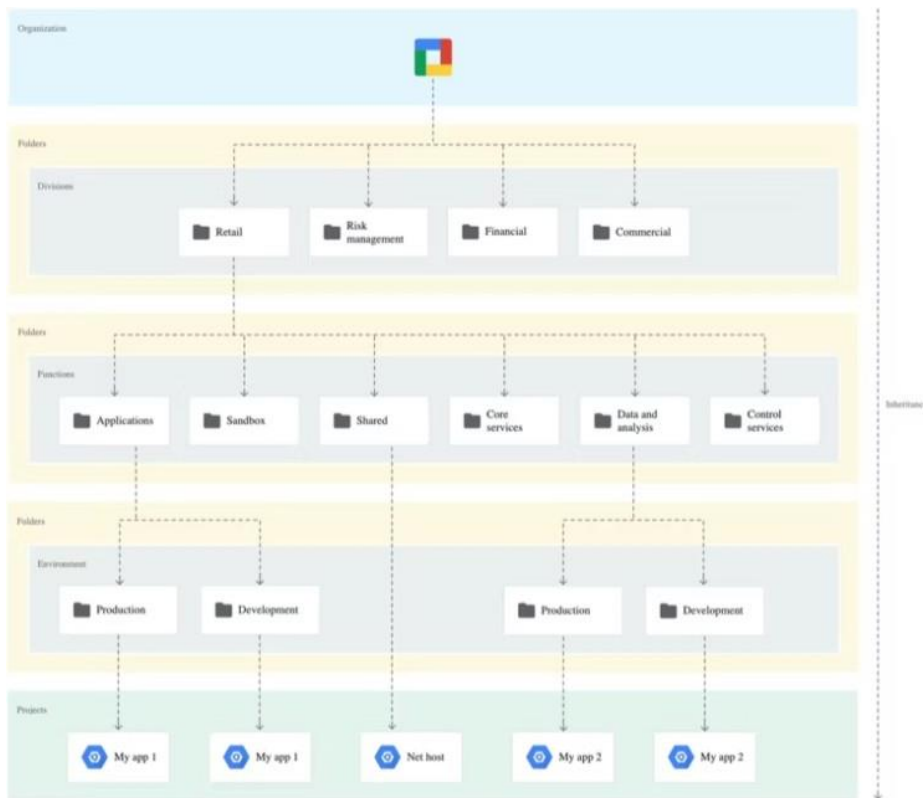 Organization
Folders
Divisions
Retail
Risk
management
Financial
Commercial
Folders
Functions
Applications
Sandbox
Shared
Core
services
Data and
analysis
Control
services
Inheritanc
Folders
Environment
Production
Development
Production
Development
Projects
My app 1
My app 1
Net host
My app 2
My app 2